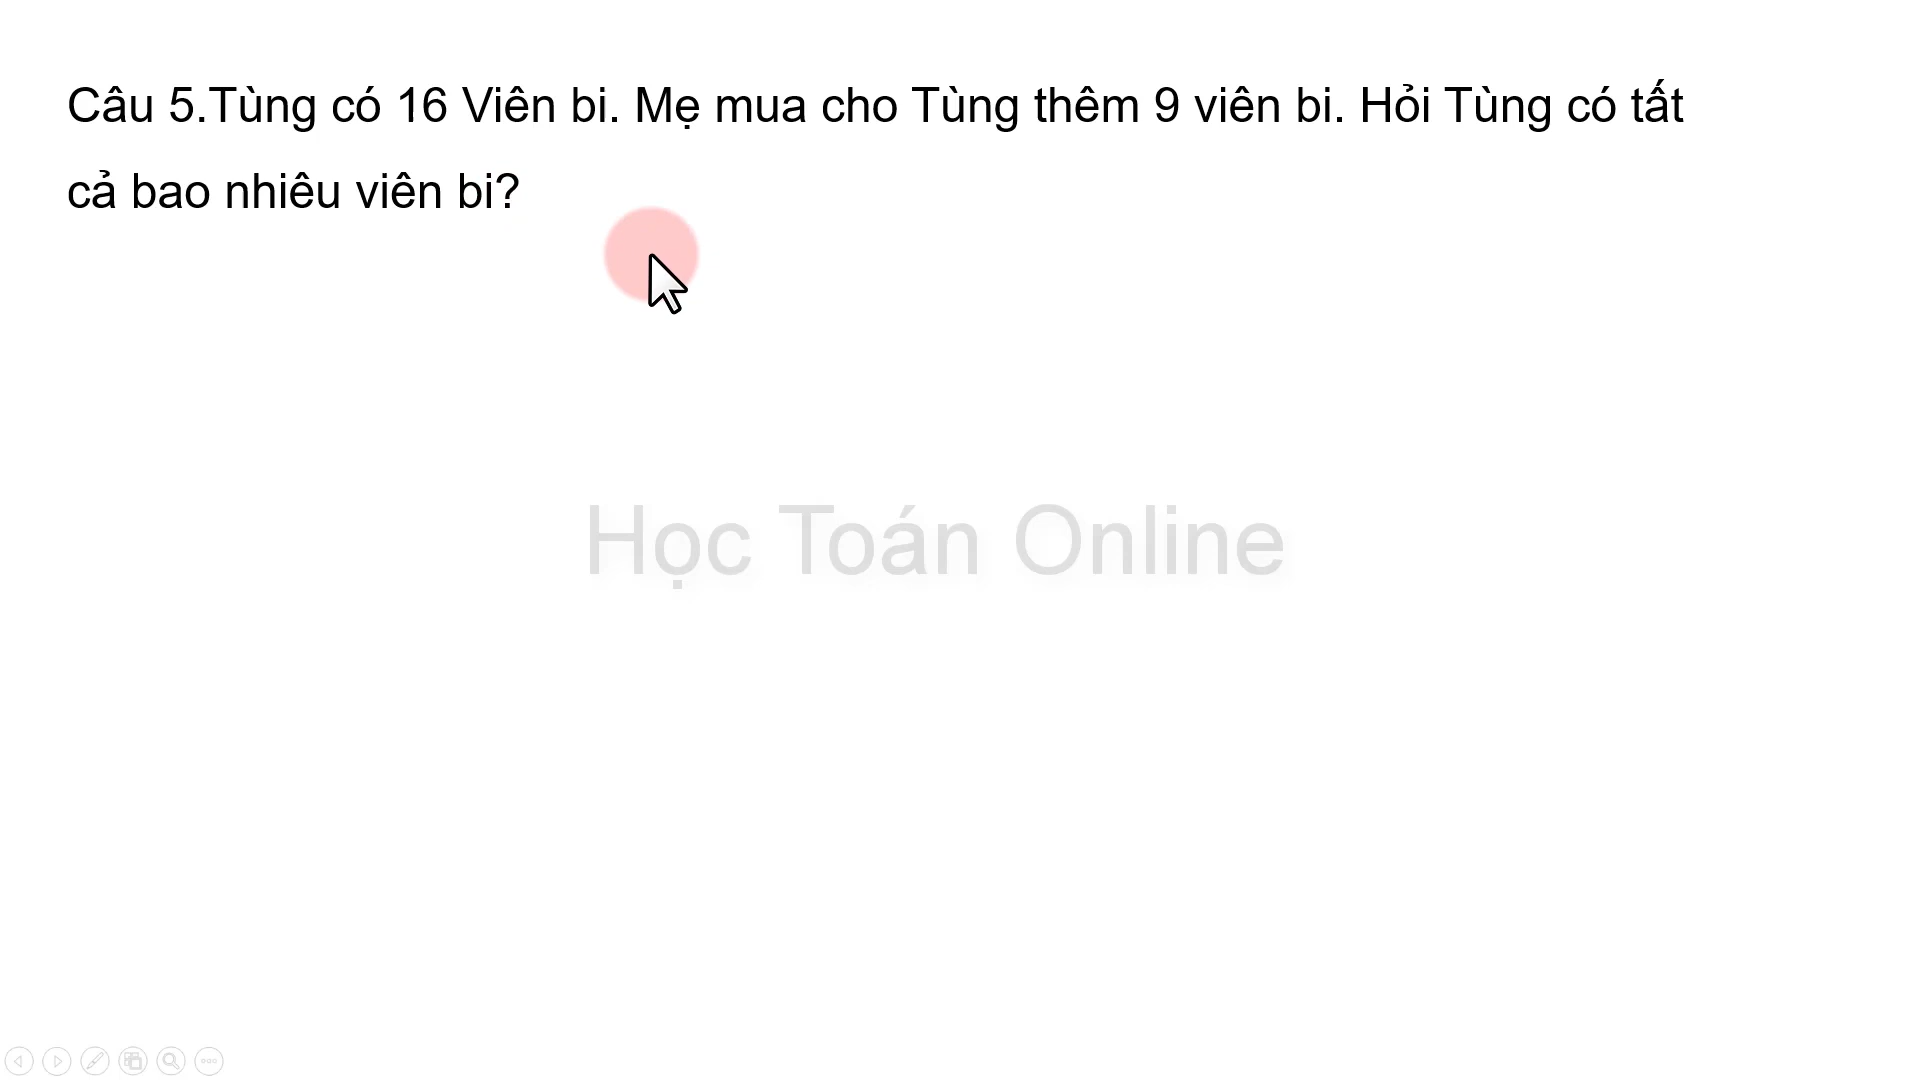 Câu 5.Tùng có 16 Viên bi. Mẹ mua cho Tùng thêm 9 viên bi. Hỏi Tùng có tất
cả bao nhiêu viên bi?
Học Toán Online